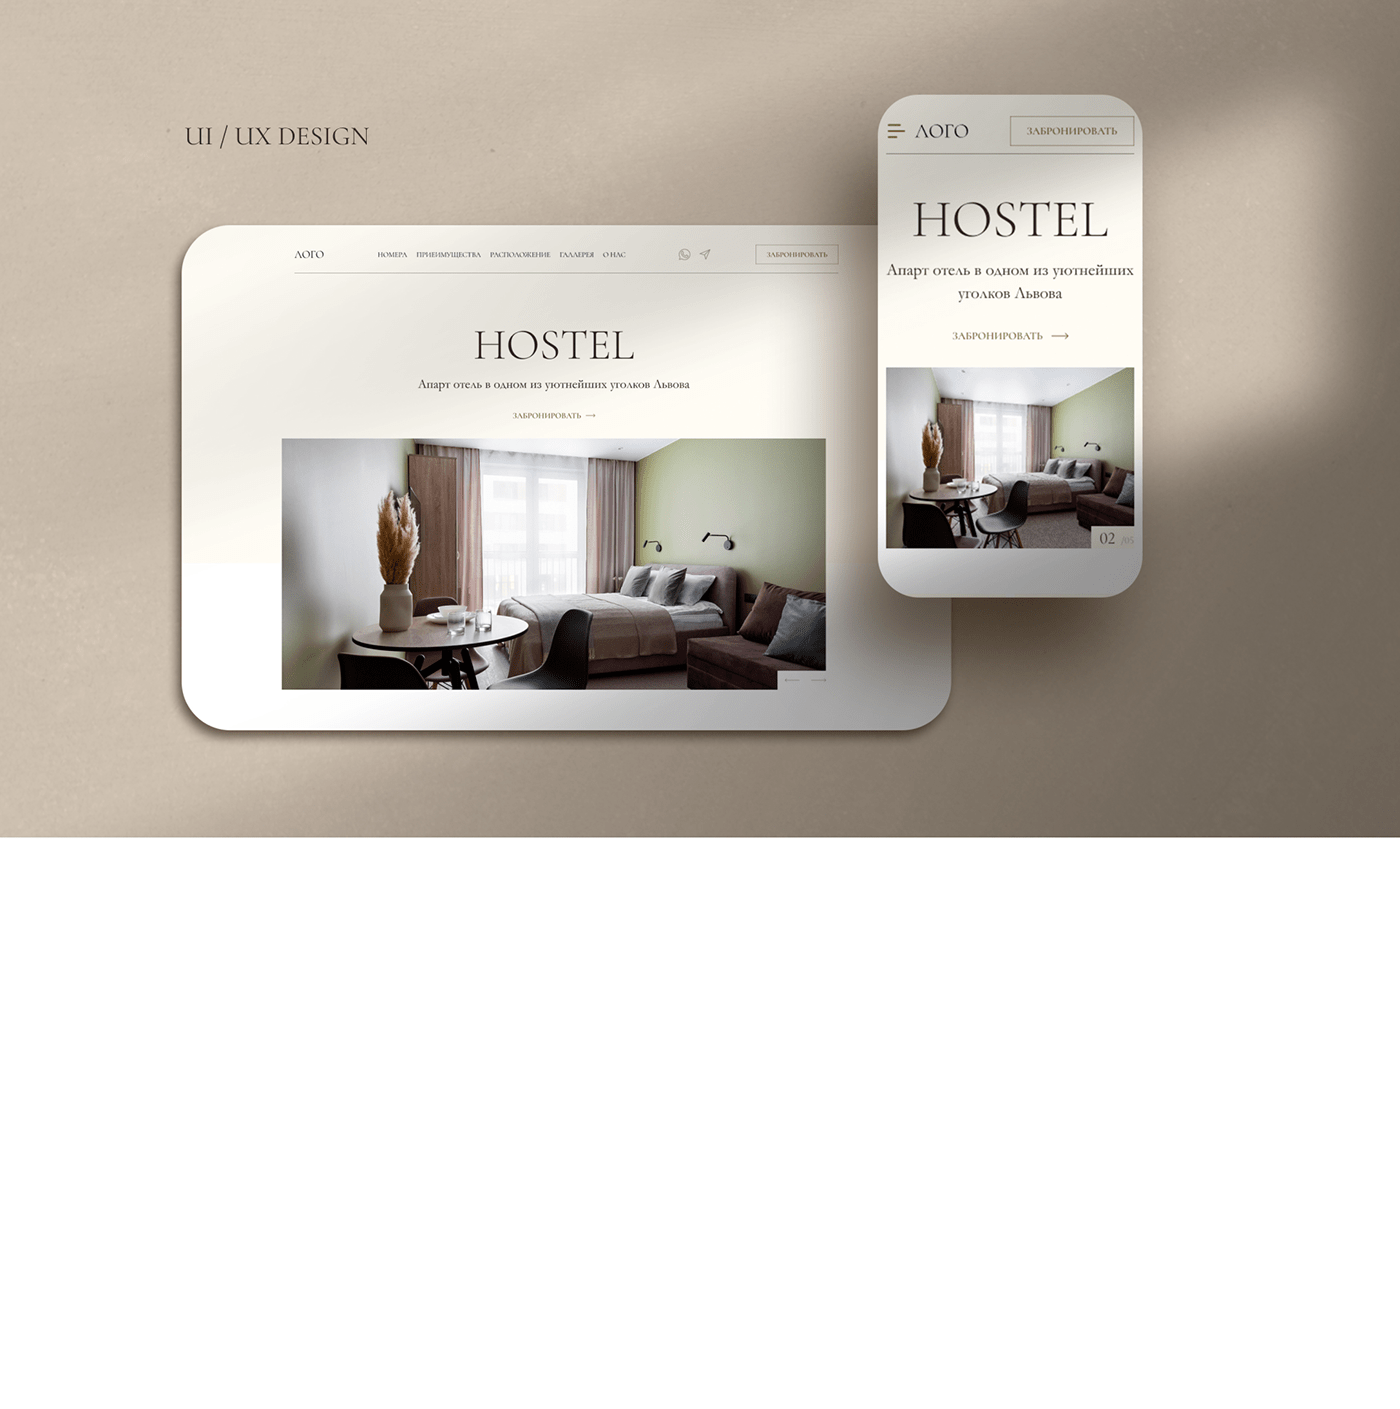 UI / UX DESIGN
ЛОГО
НОМЕРА ПРИЕИМУЩЕСТВА РАСПОЛОЖЕНИЕ ГАЛЛЕРЕЯ О НАС
ЗАБРОНИРОВАТЬ
HOSTEL
Апарт отель в одном из уютнейших уголков Львова
ЗАБРОНИРОВАТЬ
ЛОГО
ЗАБРОНИРОВАТЬ
HOSTEL
Апарт отель в одном из уютнейших
уголков Львова
ЗАБРОНИРОВАТЬ
02 /05